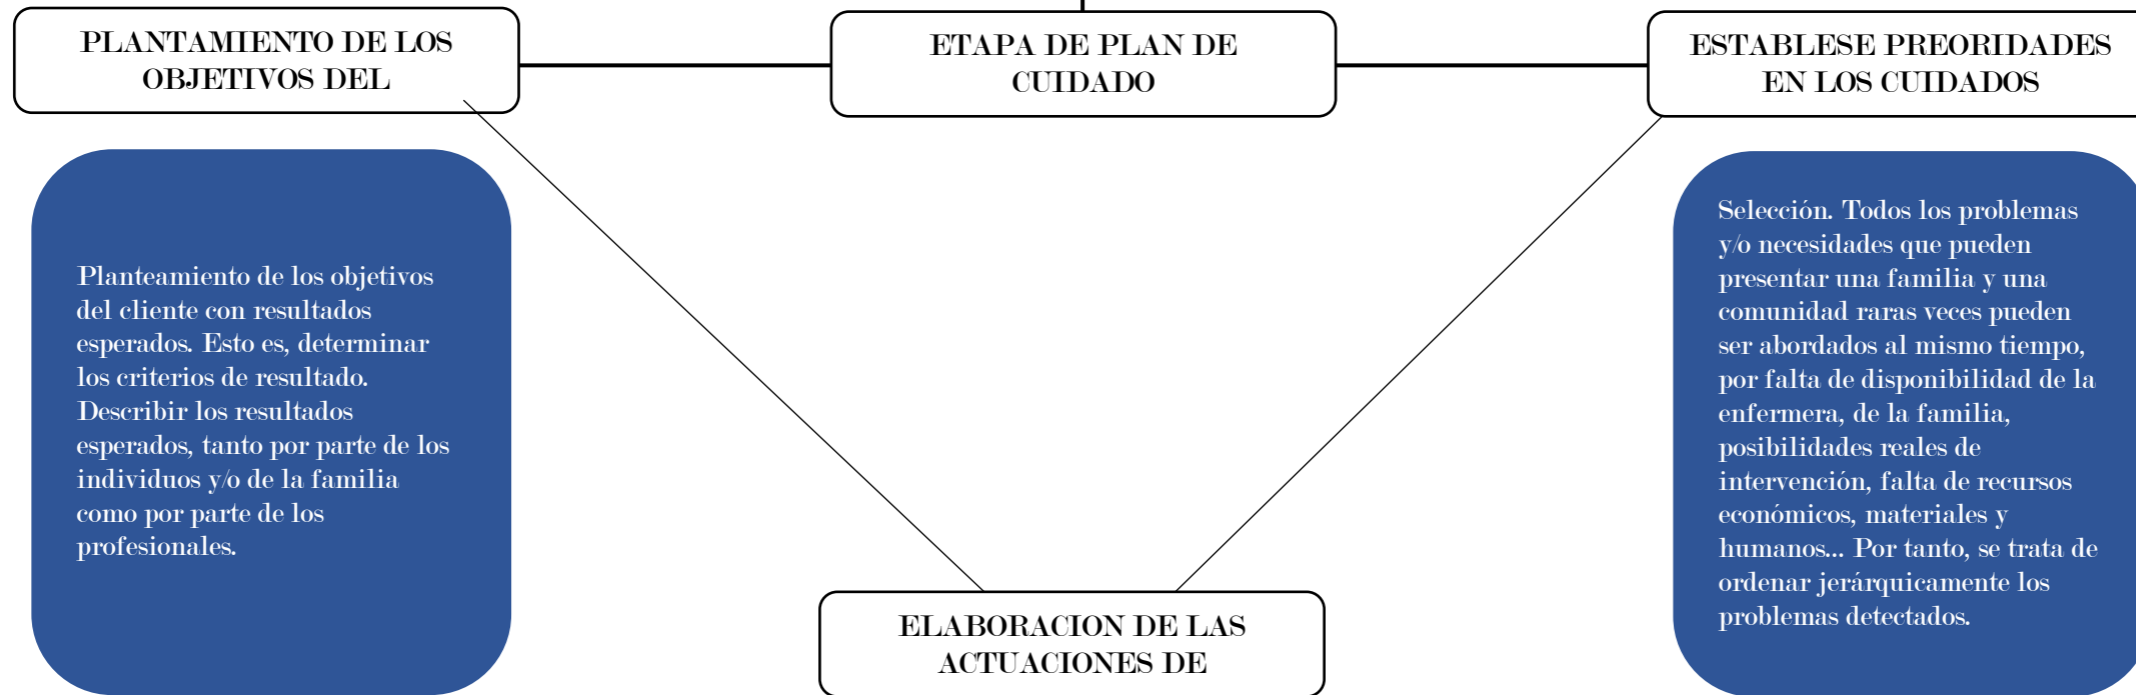 PLANTAMIENTO DE LOS
OBJETIVOS DEL
ETAPA DE PLAN DE
CUIDADO
ESTABLESE PREORIDADES
EN LOS CUIDADOS
Planteamiento de los objetivos
del cliente con resultados
esperados. Esto es, determinar
los criterios de resultado.
Describir los resultados
esperados, tanto por parte de los
individuos y/o de la familia
como por parte de los
profesionales.
Selección. Todos los problemas
y/o necesidades que pueden
presentar una familia y una
comunidad raras veces pueden
ser abordados al mismo tiempo,
por falta de disponibilidad de la
enfermera, de la familia,
posibilidades reales de
intervención, falta de recursos
económicos, materiales y
humanos... Por tanto, se trata de
ordenar jerárquicamente los
problemas detectados.
ELABORACION DE LAS
ACTUACIONES DE